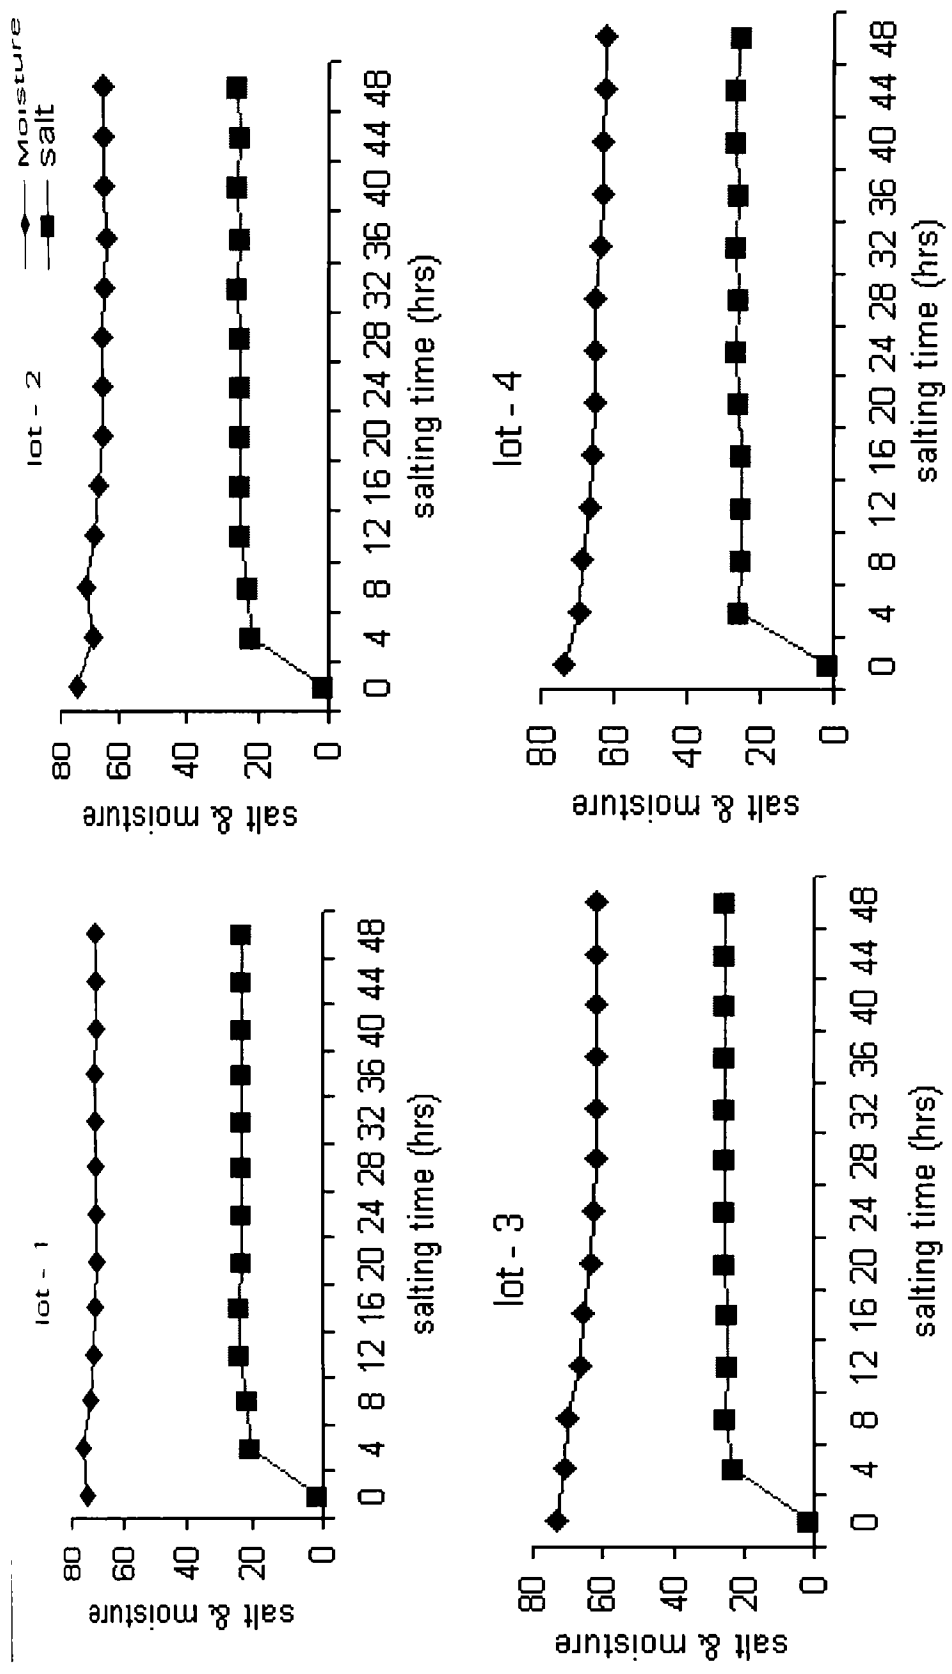 lot - 1
salt & moisture
80
60
40
20
0
0 4 8 12 16 20 24 28 32 36 40 44 48
salting time (hrs)
lot - 2
Moisture
salt
salt & moisture
80
60
40
20
0
0 4 8 12 16 20 24 28 32 36 40 44 48
salting time (hrs)
lot - 3
salt & moisture
80
60
40
20
0
0 4 8 12 16 20 24 28 32 36 40 44 48
salting time (hrs)
lot - 4
salt & moisture
80
60
40
20
0
0 4 8 12 16 20 24 28 32 36 40 44 48
salting time (hrs)